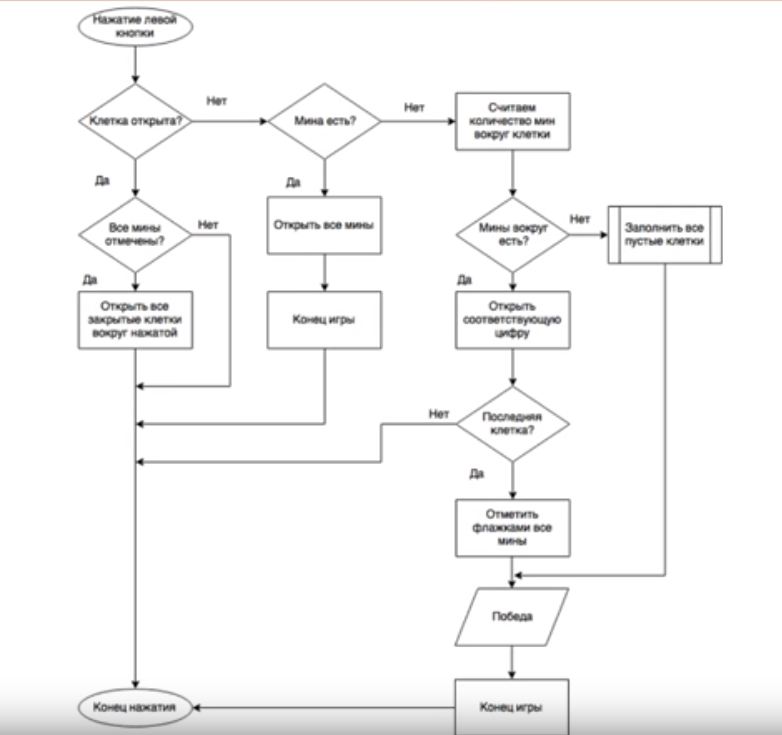 Нажатие левой
кнопки
Клетка открыта?
Нет
Мина есть?
Нет
Считаем
количество мин
вокруг клетки
Да
Да
Все мины
отмечены?
Нет
Открыть все мины
Мины вокруг
есть?
Нет
Заполнить все
пустые клетки
Да
Да
Открыть все
закрытые клетки
вокруг нажатой
Конец игры
Открыть
соответствующую
цифру
Нет
Последняя
клетка?
Да
Отметить
флажками все
мины
Победа
Конец нажатия
Конец игры